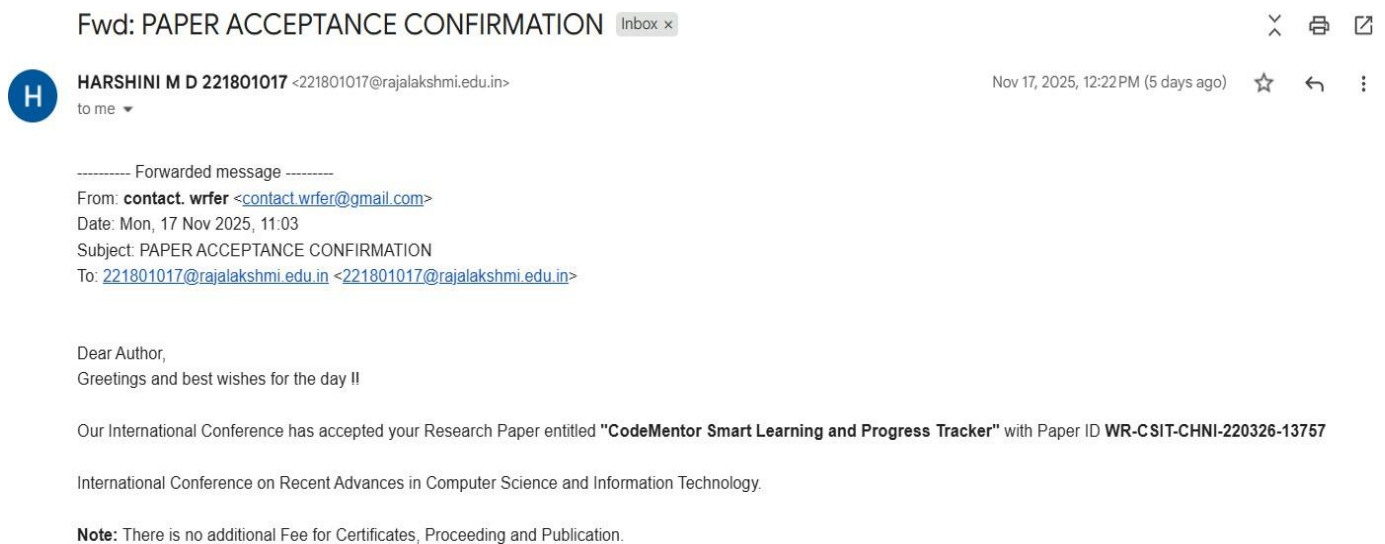 Fwd: PAPER ACCEPTANCE CONFIRMATION Inbox ×
H
HARSHINI M D 221801017 <221801017@rajalakshmi.edu.in> Nov 17, 2025, 12:22 PM (5 days ago)
to me
---------- Forwarded message ---------
From: contact. wrfer <contact.wrfer@gmail.com>
Date: Mon, 17 Nov 2025, 11:03
Subject: PAPER ACCEPTANCE CONFIRMATION
To: 221801017@rajalakshmi.edu.in <221801017@rajalakshmi.edu.in>
Dear Author,
Greetings and best wishes for the day !!
Our International Conference has accepted your Research Paper entitled "CodeMentor Smart Learning and Progress Tracker" with Paper ID WR-CSIT-CHNI-220326-13757
International Conference on Recent Advances in Computer Science and Information Technology.
Note: There is no additional Fee for Certificates, Proceeding and Publication.